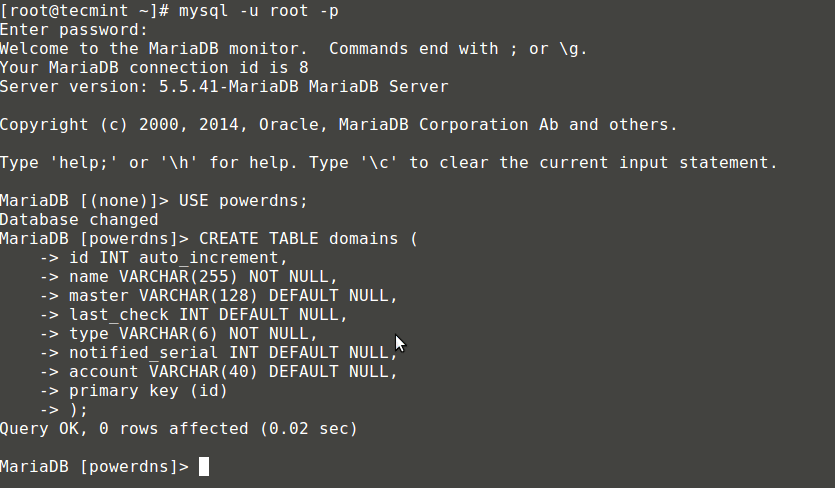 [root@tecmint ~]# mysql -u root -p
Enter password:
Welcome to the MariaDB monitor.  Commands end with ; or \g.
Your MariaDB connection id is 8
Server version: 5.5.41-MariaDB MariaDB Server

Copyright (c) 2000, 2014, Oracle, MariaDB Corporation Ab and others.

Type 'help;' or '\h' for help. Type '\c' to clear the current input statement.

MariaDB [(none)]> USE powerdns;
Database changed
MariaDB [powerdns]> CREATE TABLE domains (
    -> id INT auto_increment,
    -> name VARCHAR(255) NOT NULL,
    -> master VARCHAR(128) DEFAULT NULL,
    -> last_check INT DEFAULT NULL,
    -> type VARCHAR(6) NOT NULL,
    -> notified_serial INT DEFAULT NULL,
    -> account VARCHAR(40) DEFAULT NULL,
    -> primary key (id)
    -> );
Query OK, 0 rows affected (0.02 sec)

MariaDB [powerdns]>